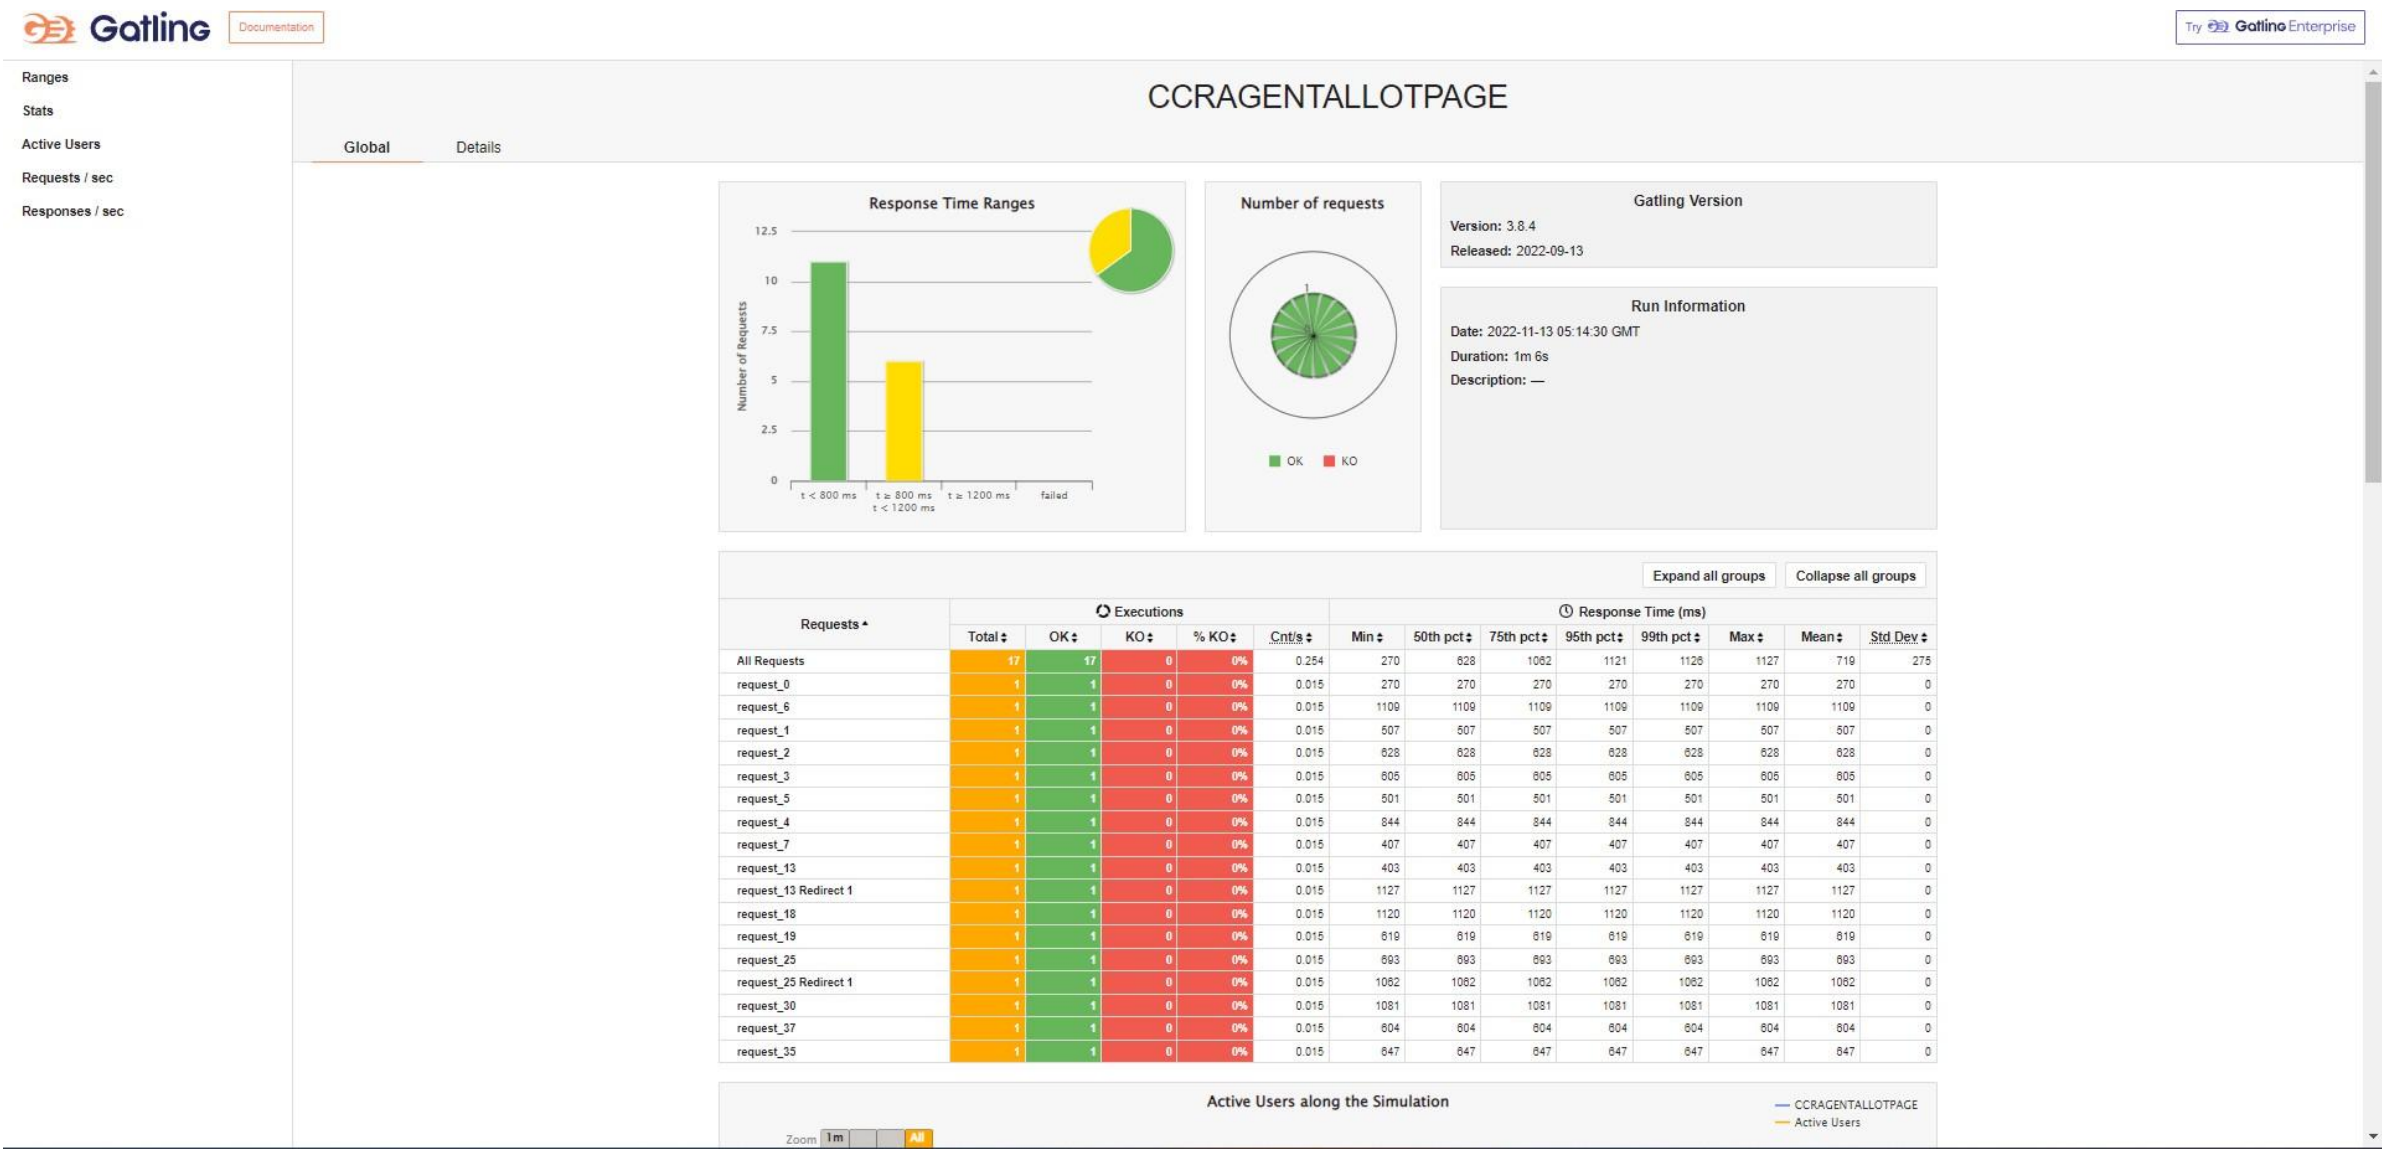 Gatling Documentation Try Gatling Enterprise
Ranges
Stats
Active Users
Requests / sec
Responses / sec
CCRAGENTALLOTPAGE
Global Details
Response Time Ranges
Number of Requests
12.5
10
7.5
5
2.5
0
t < 800 ms t ≥ 800 ms t ≥ 1200 ms failed
t < 1200 ms
Number of requests
1
0
OK KO
Gatling Version
Version: 3.8.4
Released: 2022-09-13
Run Information
Date: 2022-11-13 05:14:30 GMT
Duration: 1m 6s
Description: —
Expand all groups Collapse all groups
Requests Executions Response Time (ms)
Total OK KO % KO Cnt/s Min 50th pct 75th pct 95th pct 99th pct Max Mean Std Dev
All Requests 17 17 0 0% 0.254 270 628 1062 1121 1126 1127 719 275
request_0 1 1 0 0% 0.015 270 270 270 270 270 270 270 0
request_6 1 1 0 0% 0.015 1109 1109 1109 1109 1109 1109 1109 0
request_1 1 1 0 0% 0.015 507 507 507 507 507 507 507 0
request_2 1 1 0 0% 0.015 628 628 628 628 628 628 628 0
request_3 1 1 0 0% 0.015 605 605 605 605 605 605 605 0
request_5 1 1 0 0% 0.015 501 501 501 501 501 501 501 0
request_4 1 1 0 0% 0.015 844 844 844 844 844 844 844 0
request_7 1 1 0 0% 0.015 407 407 407 407 407 407 407 0
request_13 1 1 0 0% 0.015 403 403 403 403 403 403 403 0
request_13 Redirect 1 1 1 0 0% 0.015 1127 1127 1127 1127 1127 1127 1127 0
request_18 1 1 0 0% 0.015 1120 1120 1120 1120 1120 1120 1120 0
request_19 1 1 0 0% 0.015 619 619 619 619 619 619 619 0
request_25 1 1 0 0% 0.015 693 693 693 693 693 693 693 0
request_25 Redirect 1 1 1 0 0% 0.015 1062 1062 1062 1062 1062 1062 1062 0
request_30 1 1 0 0% 0.015 1081 1081 1081 1081 1081 1081 1081 0
request_37 1 1 0 0% 0.015 604 604 604 604 604 604 604 0
request_35 1 1 0 0% 0.015 647 647 647 647 647 647 647 0
Active Users along the Simulation
CCRAGENTALLOTPAGE
Active Users
Zoom 1m All